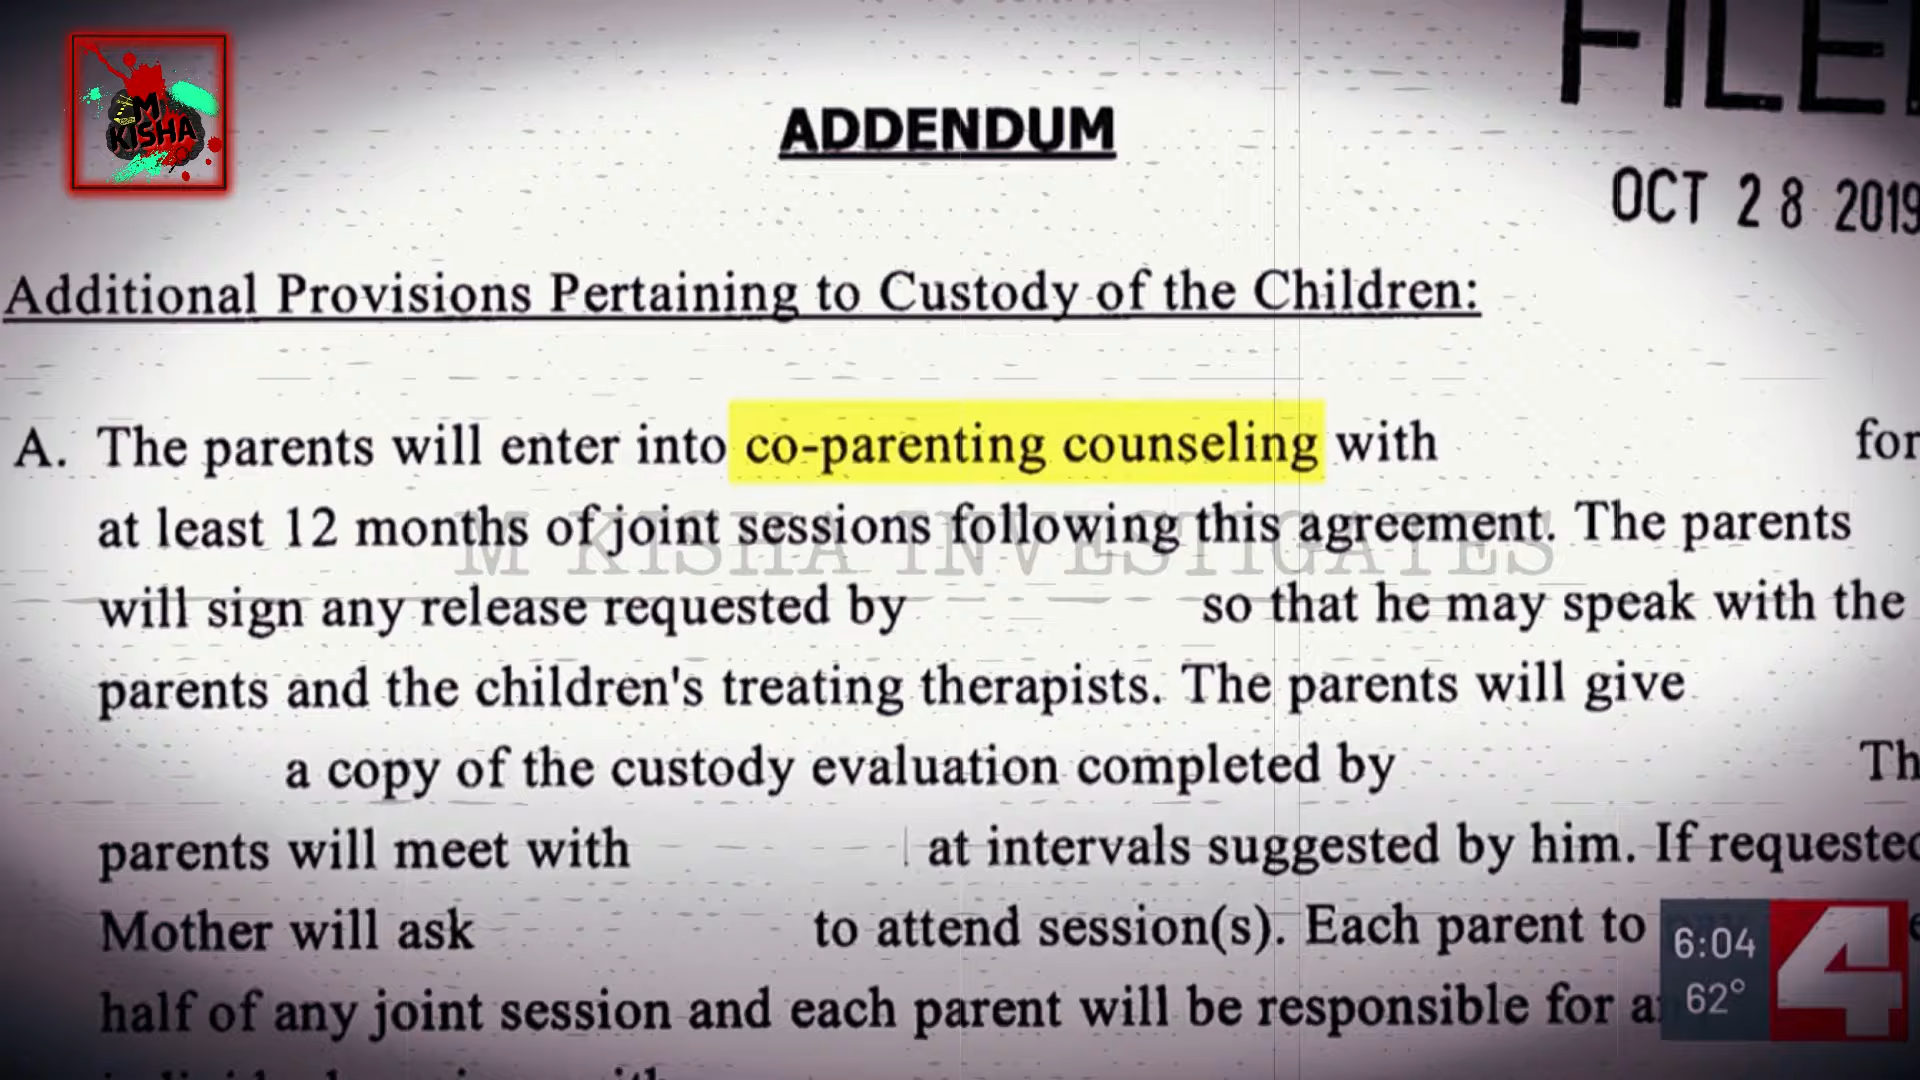 M
KISHA
FILE
OCT 28 2019
ADDENDUM
Additional Provisions Pertaining to Custody of the Children:
A. The parents will enter into co-parenting counseling with for
at least 12 months of joint sessions following this agreement. The parents
M KISHA INVESTIGATES
will sign any release requested by so that he may speak with the
parents and the children's treating therapists. The parents will give
a copy of the custody evaluation completed by Th
parents will meet with at intervals suggested by him. If requested
Mother will ask to attend session(s). Each parent to
half of any joint session and each parent will be responsible for
6:04
62°
4